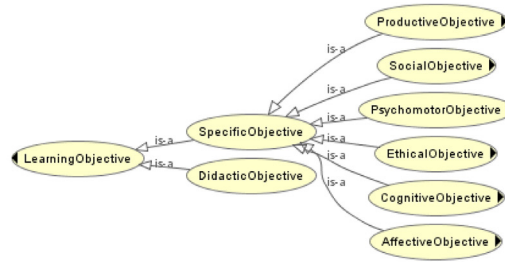 ProductiveObjective
is-a
SocialObjective
is-a
PsychomotorObjective
is-a
SpecificObjective
is-a
EthicalObjective
is-a
LearningObjective
is-a
DidacticObjective
is-a
is-a
CognitiveObjective
AffectiveObjective